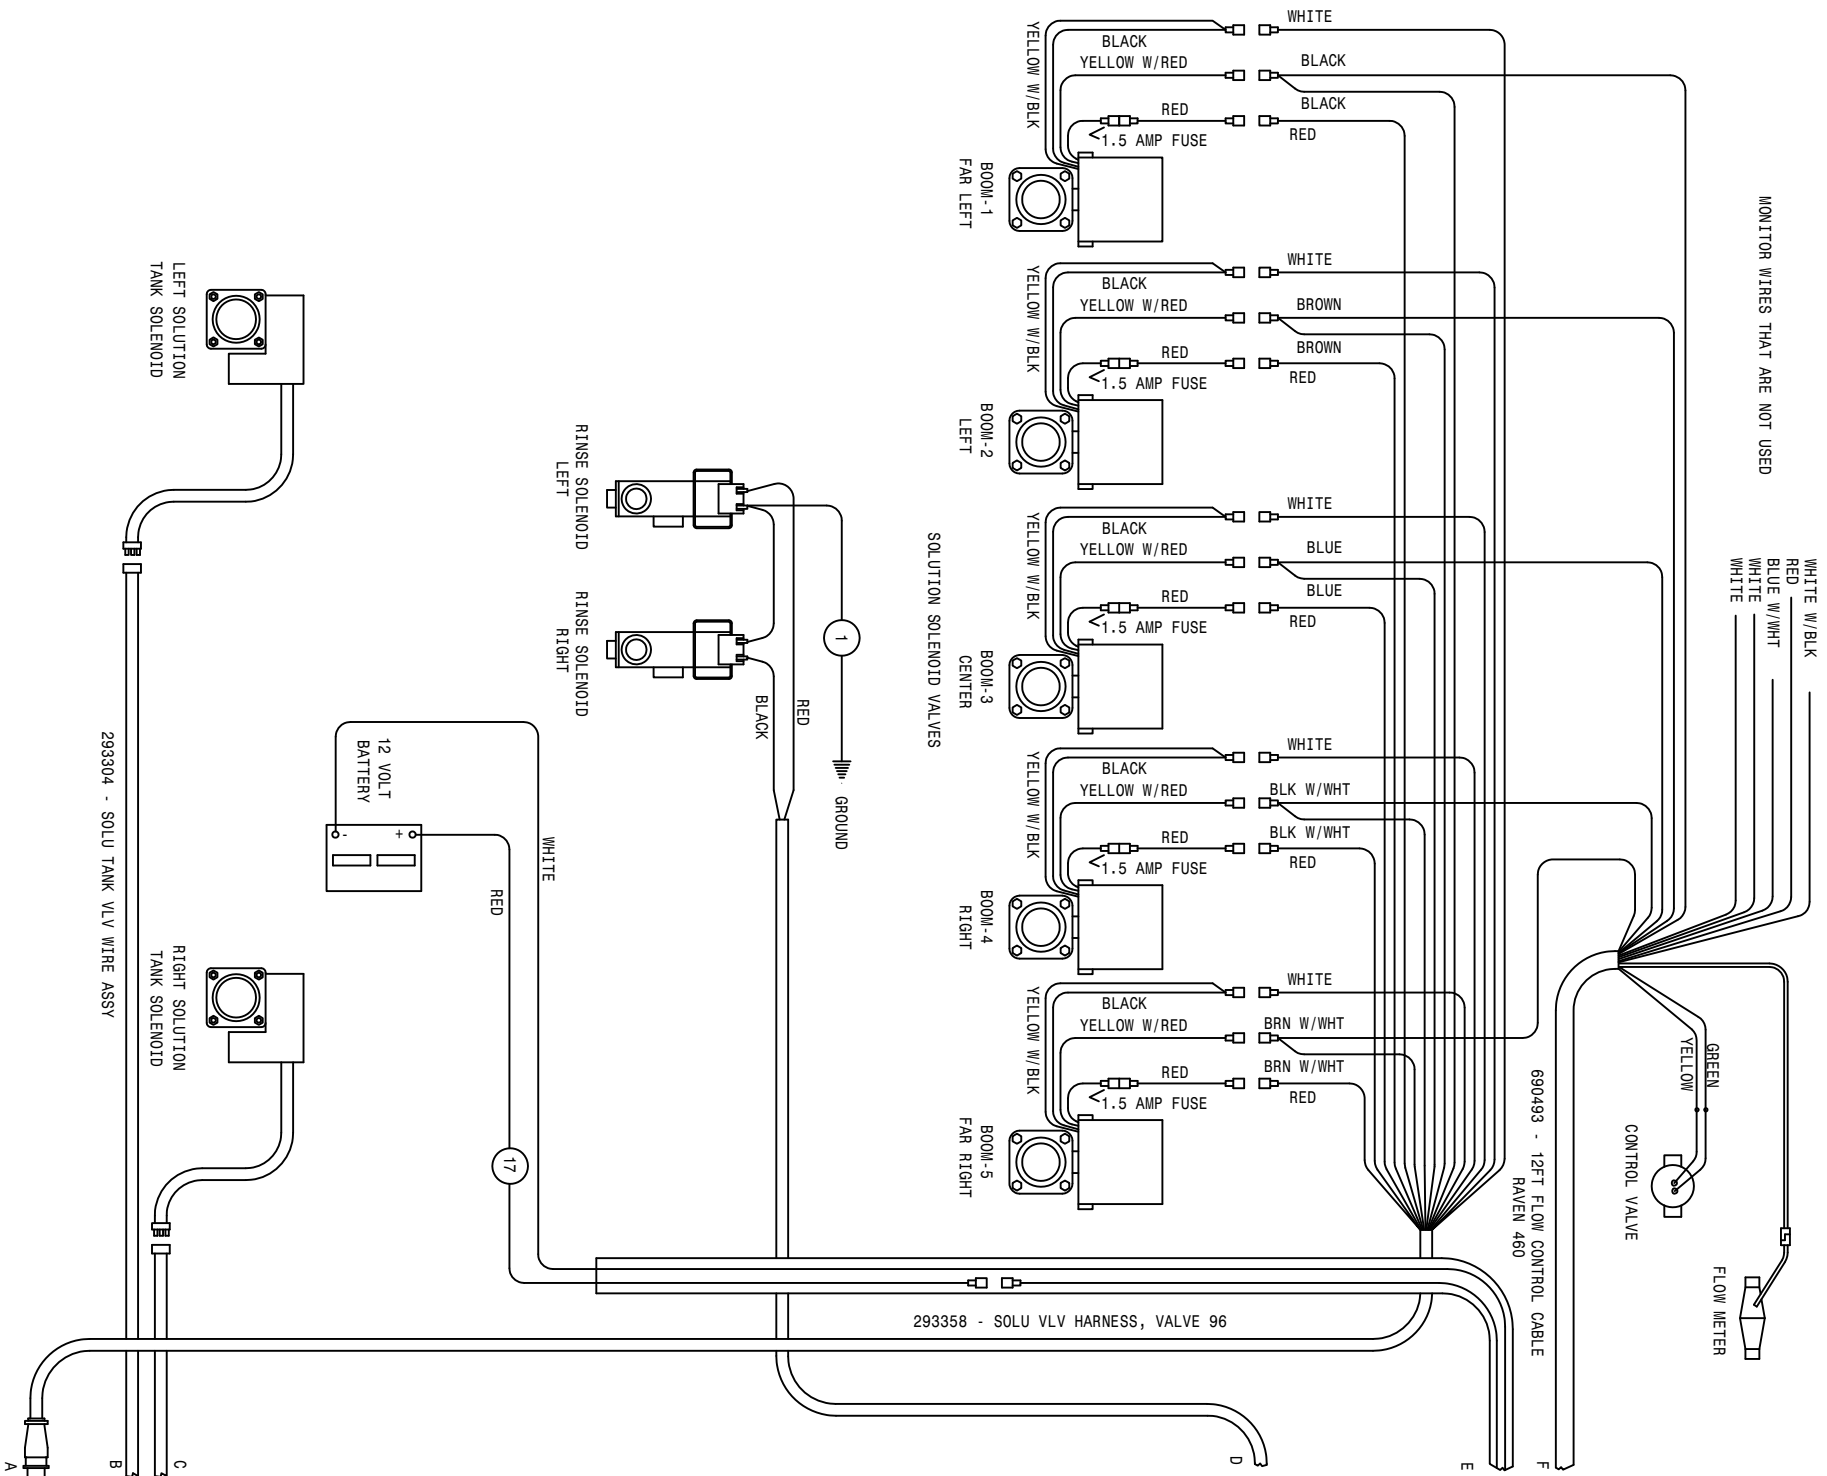 WHITE
BLACK
YELLOW W/RED
BLACK
BLACK
RED
RED
<1.5 AMP FUSE
YELLOW W/BLK
BOOM-1
FAR LEFT
WHITE
BLACK
YELLOW W/RED
BROWN
BROWN
RED
RED
<1.5 AMP FUSE
YELLOW W/BLK
BOOM-2
LEFT
WHITE
BLACK
YELLOW W/RED
BLUE
BLUE
RED
RED
<1.5 AMP FUSE
YELLOW W/BLK
BOOM-3
CENTER
WHITE
BLACK
YELLOW W/RED
BLK W/WHT
BLK W/WHT
RED
RED
<1.5 AMP FUSE
YELLOW W/BLK
BOOM-4
RIGHT
WHITE
BLACK
YELLOW W/RED
BRN W/WHT
BRN W/WHT
RED
RED
<1.5 AMP FUSE
YELLOW W/BLK
BOOM-5
FAR RIGHT
SOLUTION SOLENOID VALVES
MONITOR WIRES THAT ARE NOT USED
WHITE W/BLK
RED
BLUE W/WHT
WHITE
WHITE
GREEN
YELLOW
CONTROL VALVE
FLOW METER
690493 - 12FT FLOW CONTROL CABLE
RAVEN 460
LEFT SOLUTION
TANK SOLENOID
RINSE SOLENOID
LEFT
RINSE SOLENOID
RIGHT
1
GROUND
RED
BLACK
12 VOLT
BATTERY
- +
WHITE
RED
17
RIGHT SOLUTION
TANK SOLENOID
293304 - SOLU TANK VLV WIRE ASSY
293358 - SOLU VLV HARNESS, VALVE 96
A
B
C
D
E
F